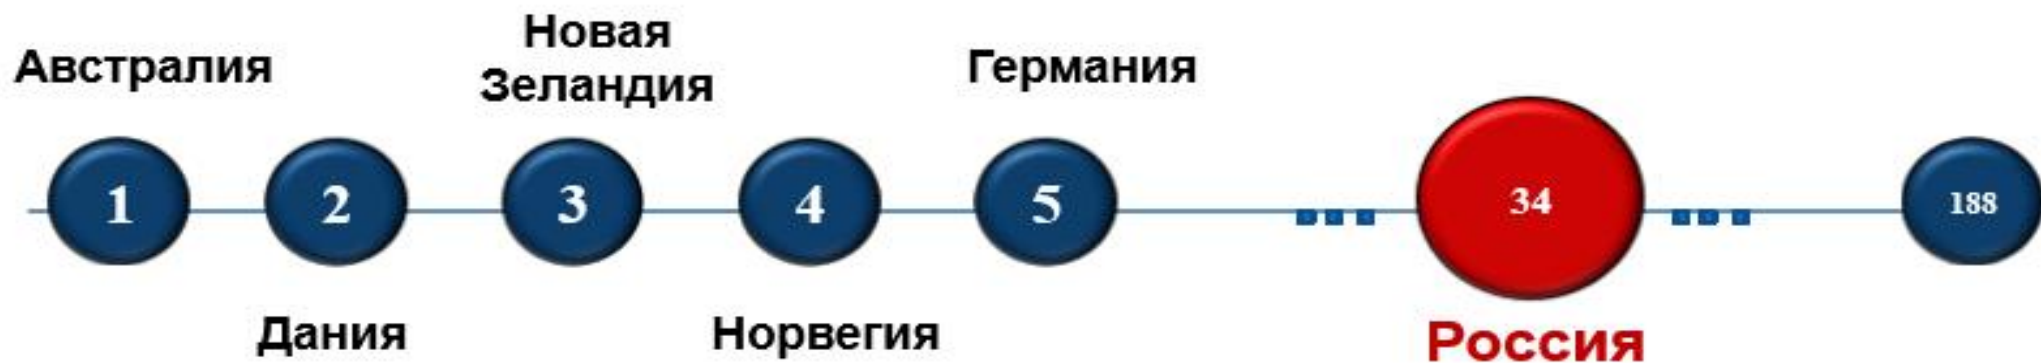 Австралия
Новая
Зеландия
Германия
1
2
3
4
5
34
188
Дания
Норвегия
Россия